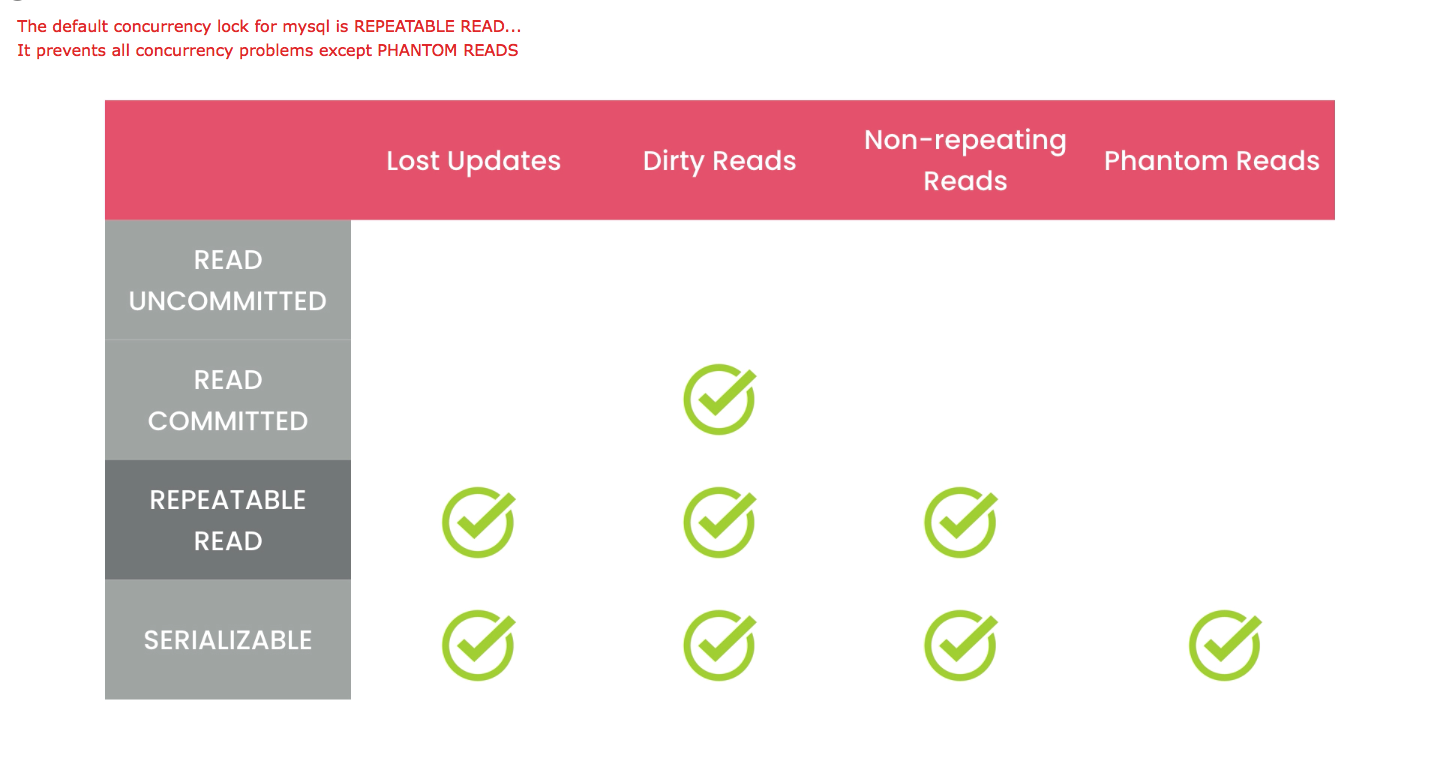 The default concurrency lock for mysql is REPEATABLE READ...
It prevents all concurrency problems except PHANTOM READS
Lost Updates
Dirty Reads
Non-repeating
Reads
Phantom Reads
READ
UNCOMMITTED
READ
COMMITTED
REPEATABLE
READ
SERIALIZABLE